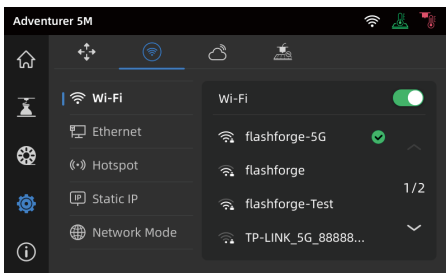 Adventurer 5M
Wi-Fi
Ethernet
Hotspot
IP Static IP
Network Mode
Wi-Fi
flashforge-5G
flashforge
1/2
flashforge-Test
TP-LINK_5G_88888...